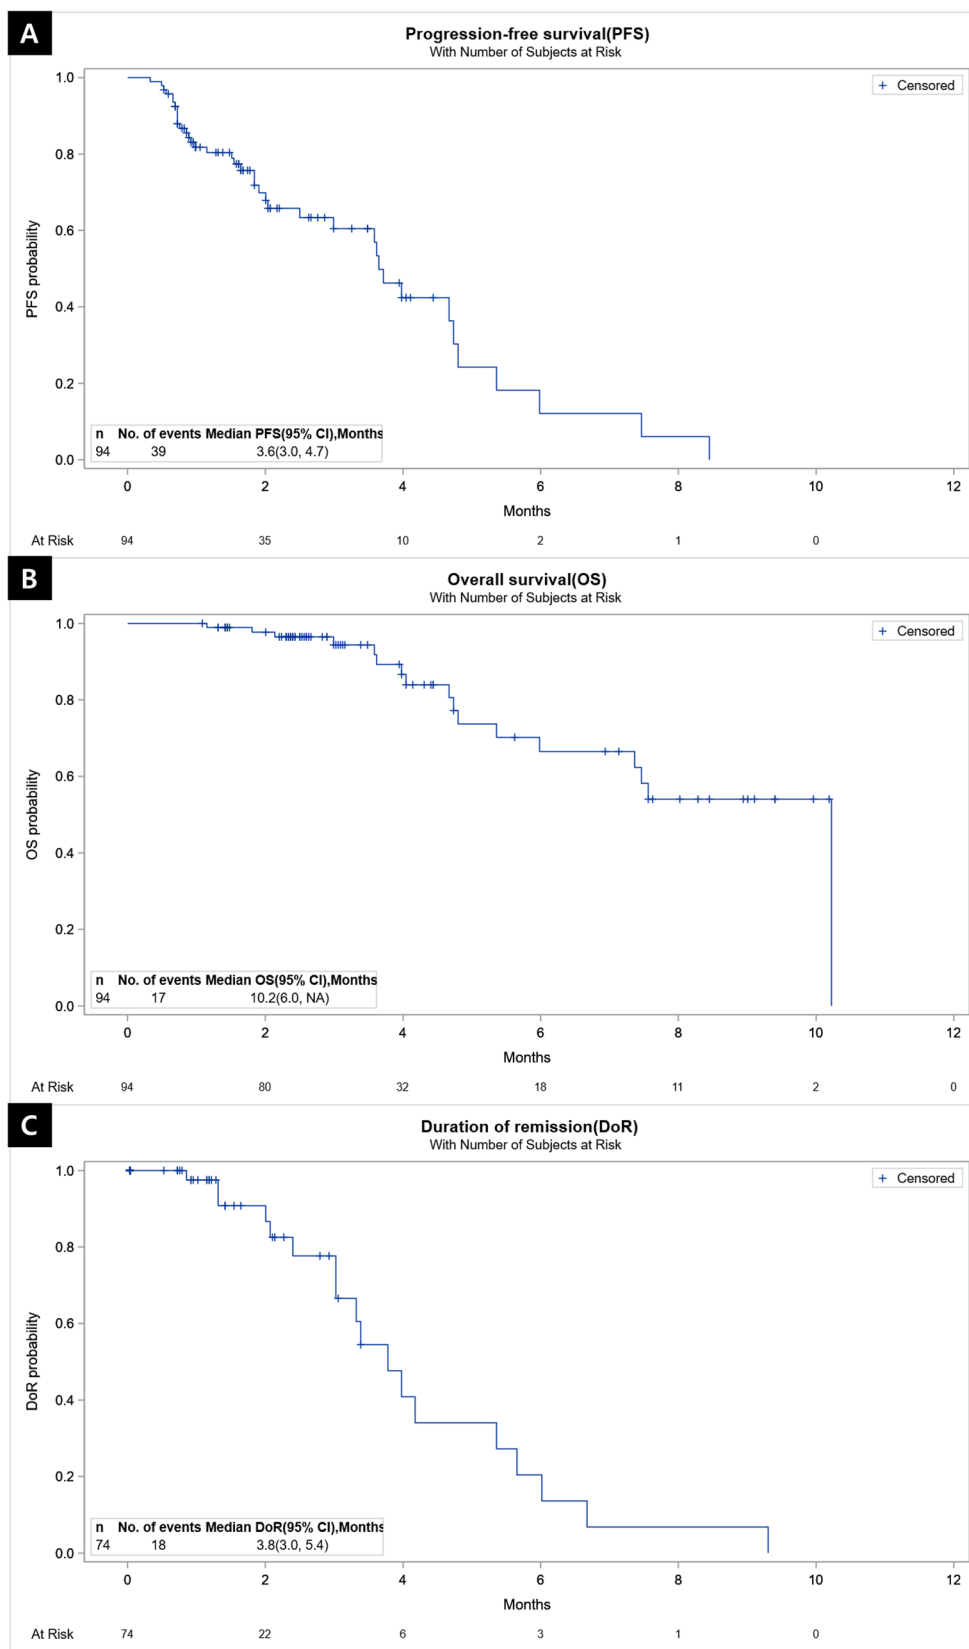 A
Progression-free survival(PFS)
With Number of Subjects at Risk
+ Censored
1.0
0.8
0.6
0.4
0.2
0.0
PFS probability
n No. of events Median PFS(95% CI),Months
94 39 3.6(3.0, 4.7)
0 2 4 6 8 10 12
Months
At Risk 94 35 10 2 1 0
B
Overall survival(OS)
With Number of Subjects at Risk
+ Censored
1.0
0.8
0.6
0.4
0.2
0.0
OS probability
n No. of events Median OS(95% CI),Months
94 17 10.2(6.0, NA)
0 2 4 6 8 10 12
Months
At Risk 94 80 32 18 11 2 0
C
Duration of remission(DoR)
With Number of Subjects at Risk
+ Censored
1.0
0.8
0.6
0.4
0.2
0.0
DoR probability
n No. of events Median DoR(95% CI),Months
74 18 3.8(3.0, 5.4)
0 2 4 6 8 10 12
Months
At Risk 74 22 6 3 1 0